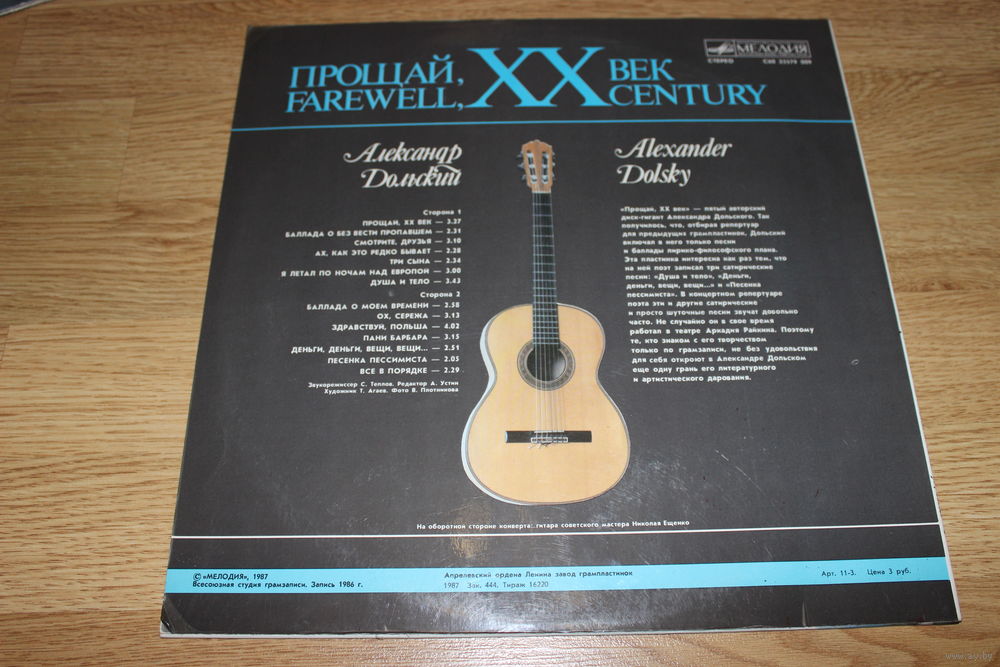 МЕЛОДИЯ
СТЕРЕО С60 25579 009
ПРОЩАЙ, XX ВЕК
FAREWELL, CENTURY
Александр
Дольский
Alexander
Dolsky
Сторона 1
ПРОЩАЙ, XX ВЕК — 3.27
БАЛЛАДА О БЕЗ ВЕСТИ ПРОПАВШЕМ — 2.31
СМОТРИТЕ, ДРУЗЬЯ — 3.10
АХ, КАК ЭТО РЕДКО БЫВАЕТ — 2.28
ТРИ СЫНА — 2.34
Я ЛЕТАЛ ПО НОЧАМ НАД ЕВРОПОЙ — 3.00
ДУША И ТЕЛО — 3.43
Сторона 2
БАЛЛАДА О МОЕМ ВРЕМЕНИ — 2.58
ОХ, СЕРЕЖА — 3.13
ЗДРАВСТВУЙ, ПОЛЬША — 4.02
ПАНИ БАРБАРА — 3.15
ДЕНЬГИ, ДЕНЬГИ, ВЕЩИ, ВЕЩИ... — 2.51
ПЕСЕНКА ПЕССИМИСТА — 2.05
ВСЕ В ПОРЯДКЕ — 2.29
Звукорежиссер С. Теплов. Редактор А. Устин
Художник Т. Агаев. Фото В. Плотникова
«Прощай, XX век» — пятый авторский
диск-гигант Александра Дольского. Так
получилось, что, отбирая репертуар
для предыдущих грампластинок, Дольский
включал в него только песни
и баллады лирико-философского плана.
Эта пластинка интересна как раз тем, что
на ней поэт записал три сатирические
песни: «Душа и тело», «Деньги,
деньги, вещи, вещи...» и «Песенка
пессимиста». В концертном репертуаре
поэта эти и другие сатирические
и просто шуточные песни звучат довольно
часто. Не случайно он в свое время
работал в театре Аркадия Райкина. Поэтому
те, кто знаком с его творчеством
только по грамзаписи, не без удовольствия
для себя откроют в Александре Дольском
еще одну грань его литературного
и артистического дарования.
На оборотной стороне конверта: гитара советского мастера Николая Ещенко
© «МЕЛОДИЯ», 1987
Всесоюзная студия грамзаписи. Запись 1986 г.
Апрелевский ордена Ленина завод грампластинок
1987 Зак. 444. Тираж 16220
Арт. 11-3. Цена 3 руб.
www.ay.by